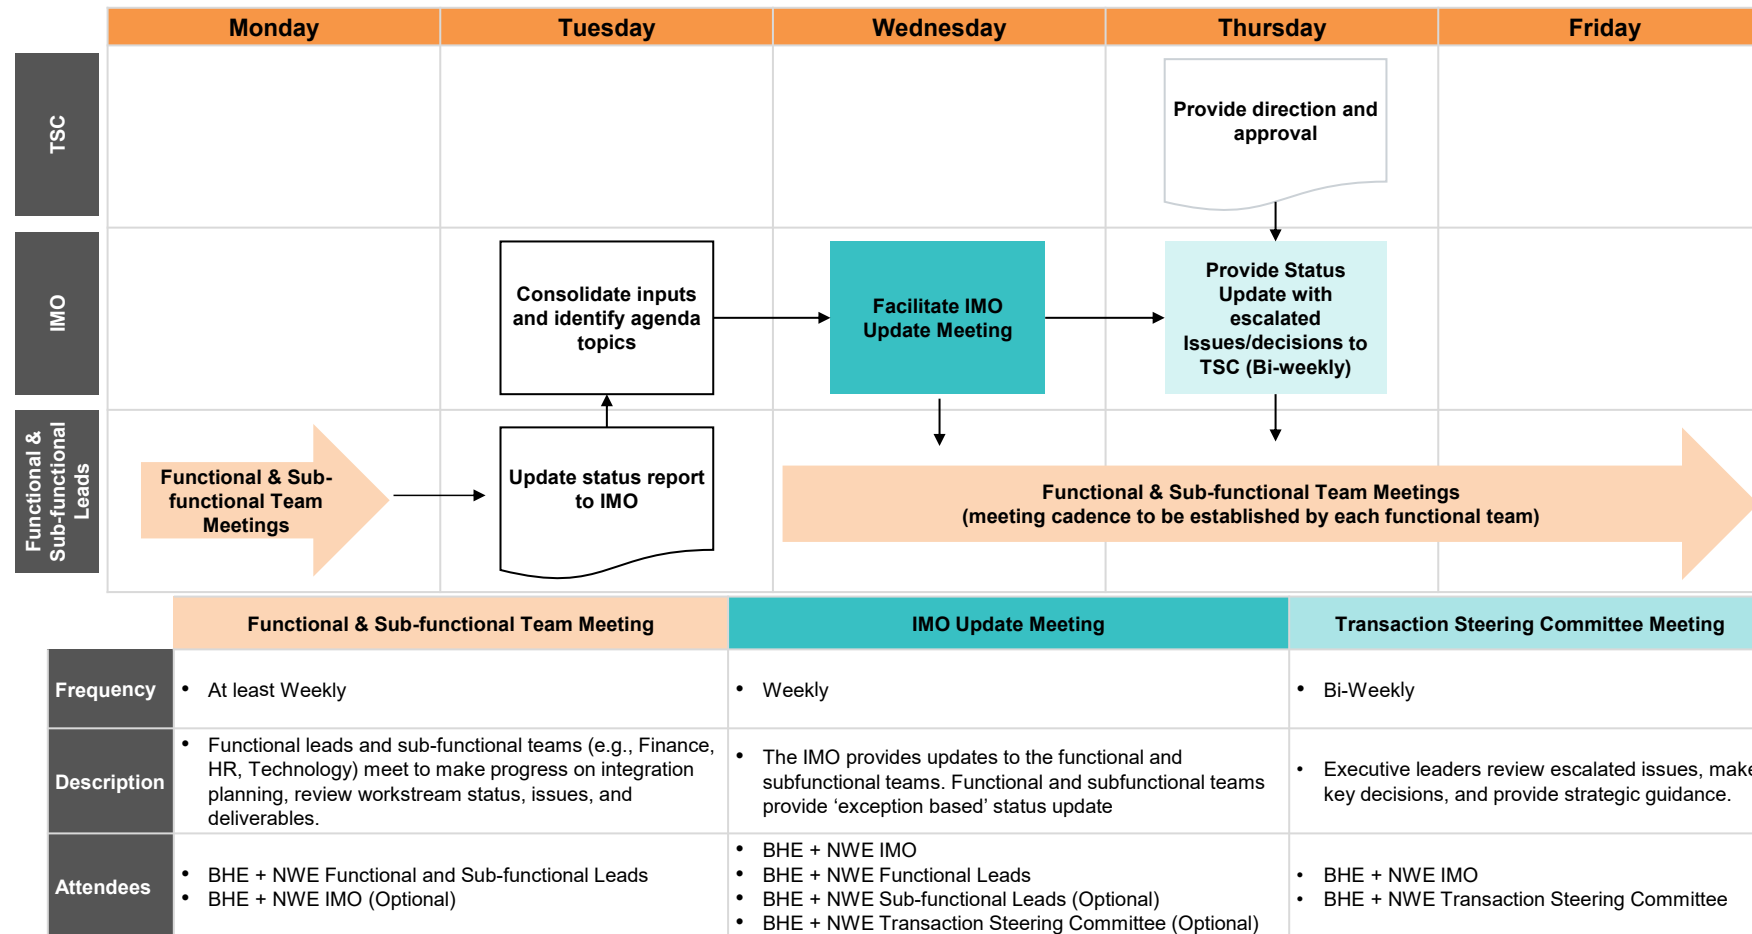 Monday Tuesday Wednesday Thursday Friday
TSC
Provide direction and
approval
IMO
Consolidate inputs
and identify agenda
topics
Facilitate IMO
Update Meeting
Provide Status
Update with
escalated
Issues/decisions to
TSC (Bi-weekly)
Functional &
Sub-functional
Leads
Functional & Sub-
functional Team
Meetings
Update status report
to IMO
Functional & Sub-functional Team Meetings
(meeting cadence to be established by each functional team)
Functional & Sub-functional Team Meeting
IMO Update Meeting
Transaction Steering Committee Meeting
Frequency
• At least Weekly
• Weekly
• Bi-Weekly
Description
• Functional leads and sub-functional teams (e.g., Finance,
HR, Technology) meet to make progress on integration
planning, review workstream status, issues, and
deliverables.
• The IMO provides updates to the functional and
subfunctional teams. Functional and subfunctional teams
provide ‘exception based’ status update
• Executive leaders review escalated issues, make
key decisions, and provide strategic guidance.
Attendees
• BHE + NWE Functional and Sub-functional Leads
• BHE + NWE IMO (Optional)
• BHE + NWE IMO
• BHE + NWE Functional Leads
• BHE + NWE Sub-functional Leads (Optional)
• BHE + NWE Transaction Steering Committee (Optional)
• BHE + NWE IMO
• BHE + NWE Transaction Steering Committee